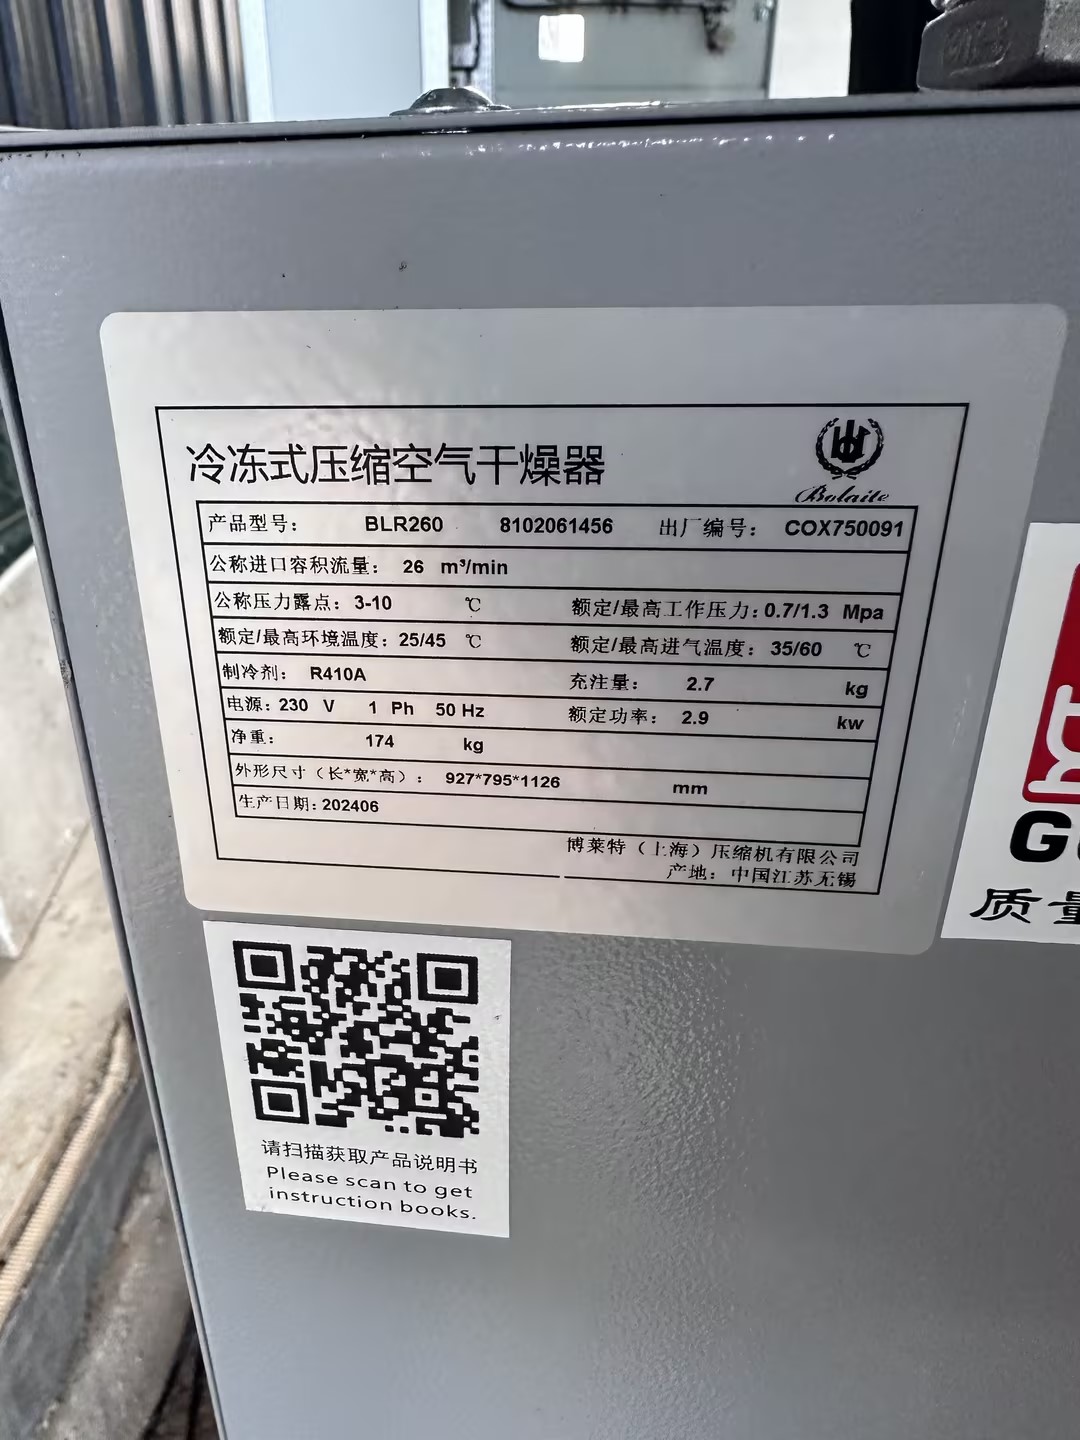 冷冻式压缩空气干燥器
Bolaite
产品型号： BLR260 8102061456 出厂编号： COX750091
公称进口容积流量： 26 m³/min
公称压力露点：3-10 ℃ 额定/最高工作压力：0.7/1.3 Mpa
额定/最高环境温度：25/45 ℃ 额定/最高进气温度： 35/60 ℃
制冷剂： R410A 充注量： 2.7 kg
电源：230 V 1 Ph 50 Hz 额定功率： 2.9 kw
净重： 174 kg
外形尺寸（长*宽*高）： 927*795*1126 mm
生产日期：202406
博莱特（上海）压缩机有限公司
产地：中国江苏无锡
请扫描获取产品说明书
Please scan to get
instruction books.
质量